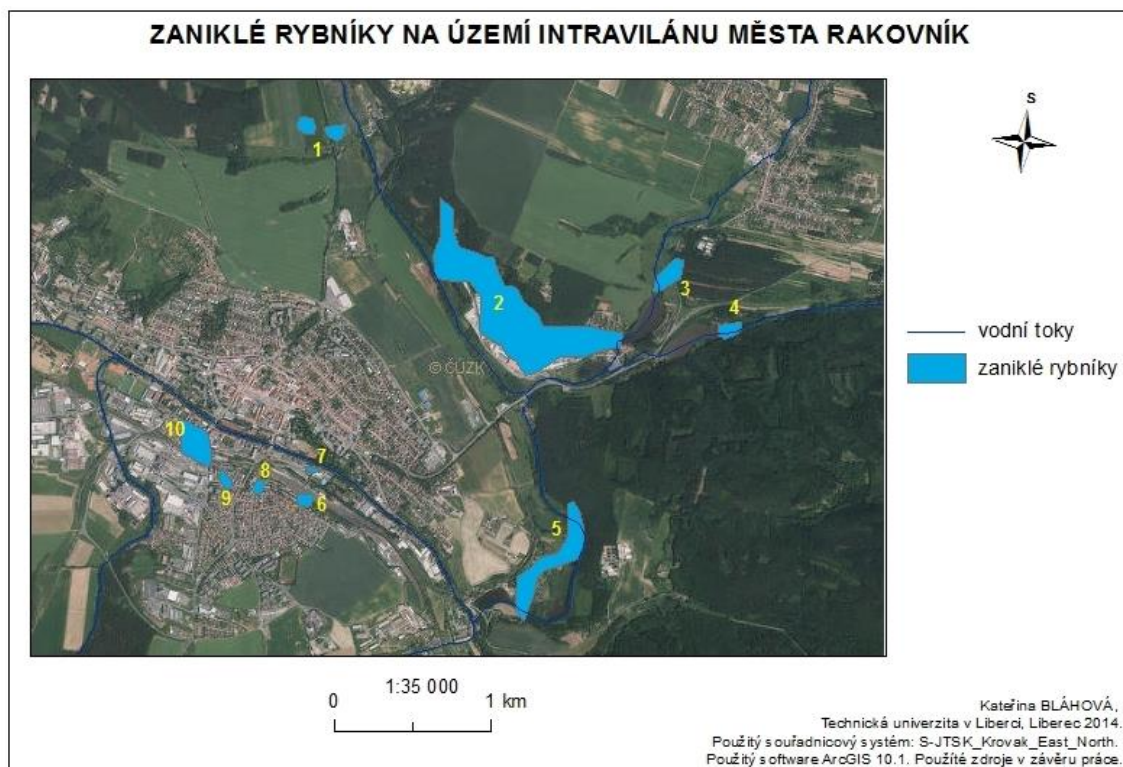 ZANIKLÉ RYBNÍKY NA ÚZEMÍ INTRAVILÁNU MĚSTA RAKOVNÍK
S
1
2
3
4
vodní toky
zaniklé rybníky
© ČÚZK
10
7
8
9
6
5
1:35 000
0 1 km
Kateřina BLÁHOVÁ,
Technická univerzita v Liberci, Liberec 2014.
Použitý souřadnicový systém: S-JTSK_Krovak_East_North.
Použitý software ArcGIS 10.1. Použité zdroje v závěru práce.